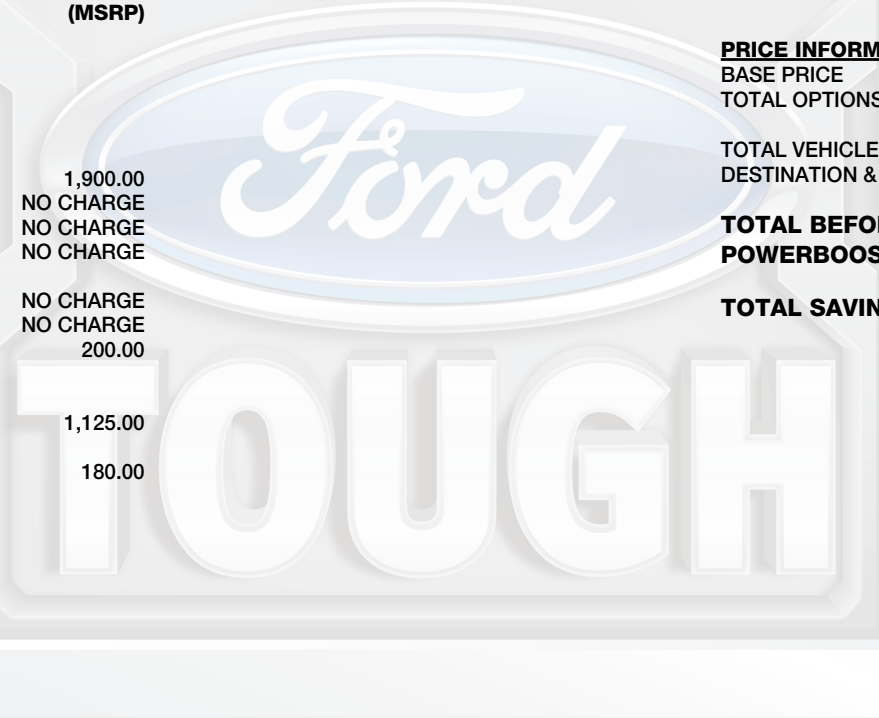 (MSRP)
1,900.00
NO CHARGE
NO CHARGE
NO CHARGE
NO CHARGE
NO CHARGE
200.00
1,125.00
180.00
PRICE INFORM
BASE PRICE
TOTAL OPTIONS
TOTAL VEHICLE
DESTINATION &
TOTAL BEFO
POWERBOOS
TOTAL SAVIN
Ford
TOUGH